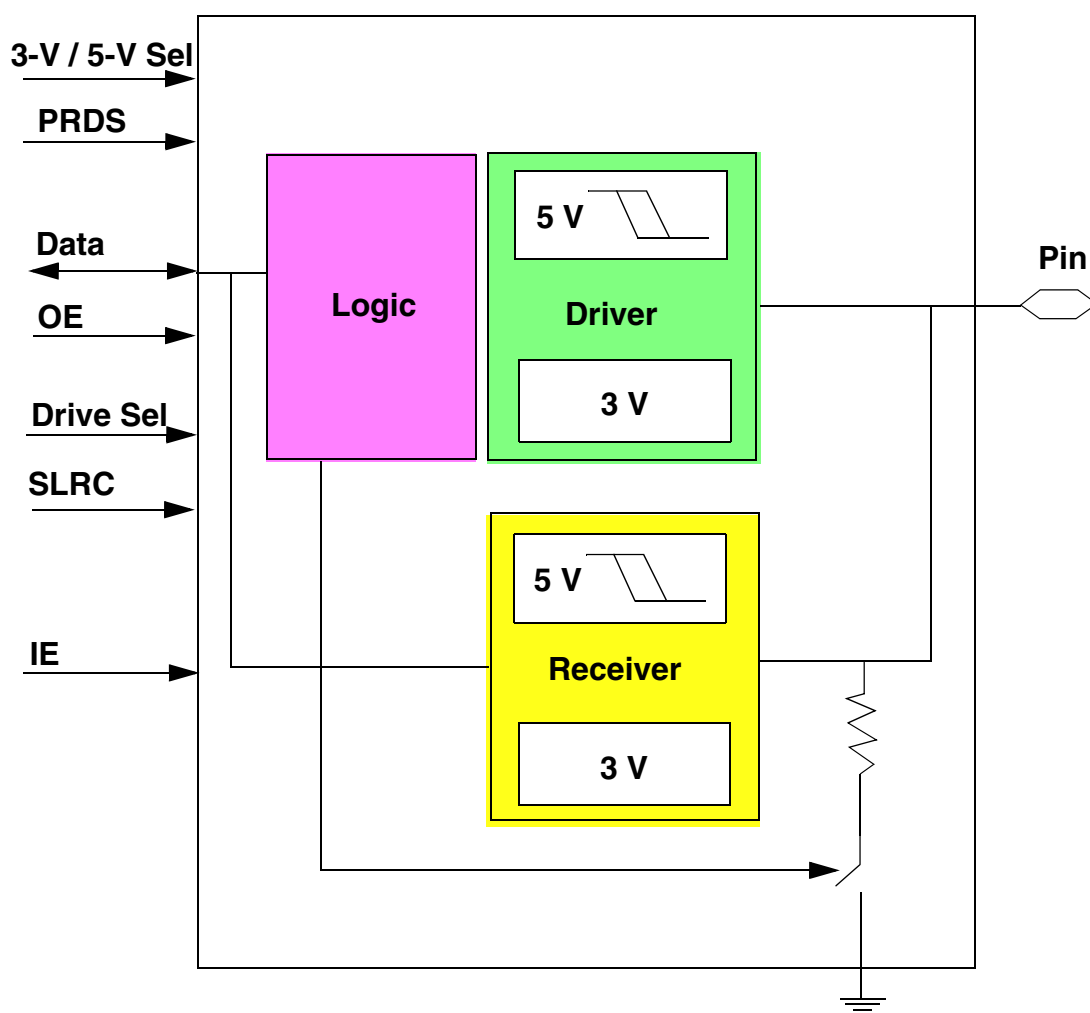 3-V / 5-V Sel
PRDS
Data
OE
Drive Sel
SLRC
IE
Logic
5 V
Driver
3 V
5 V
Receiver
3 V
Pin